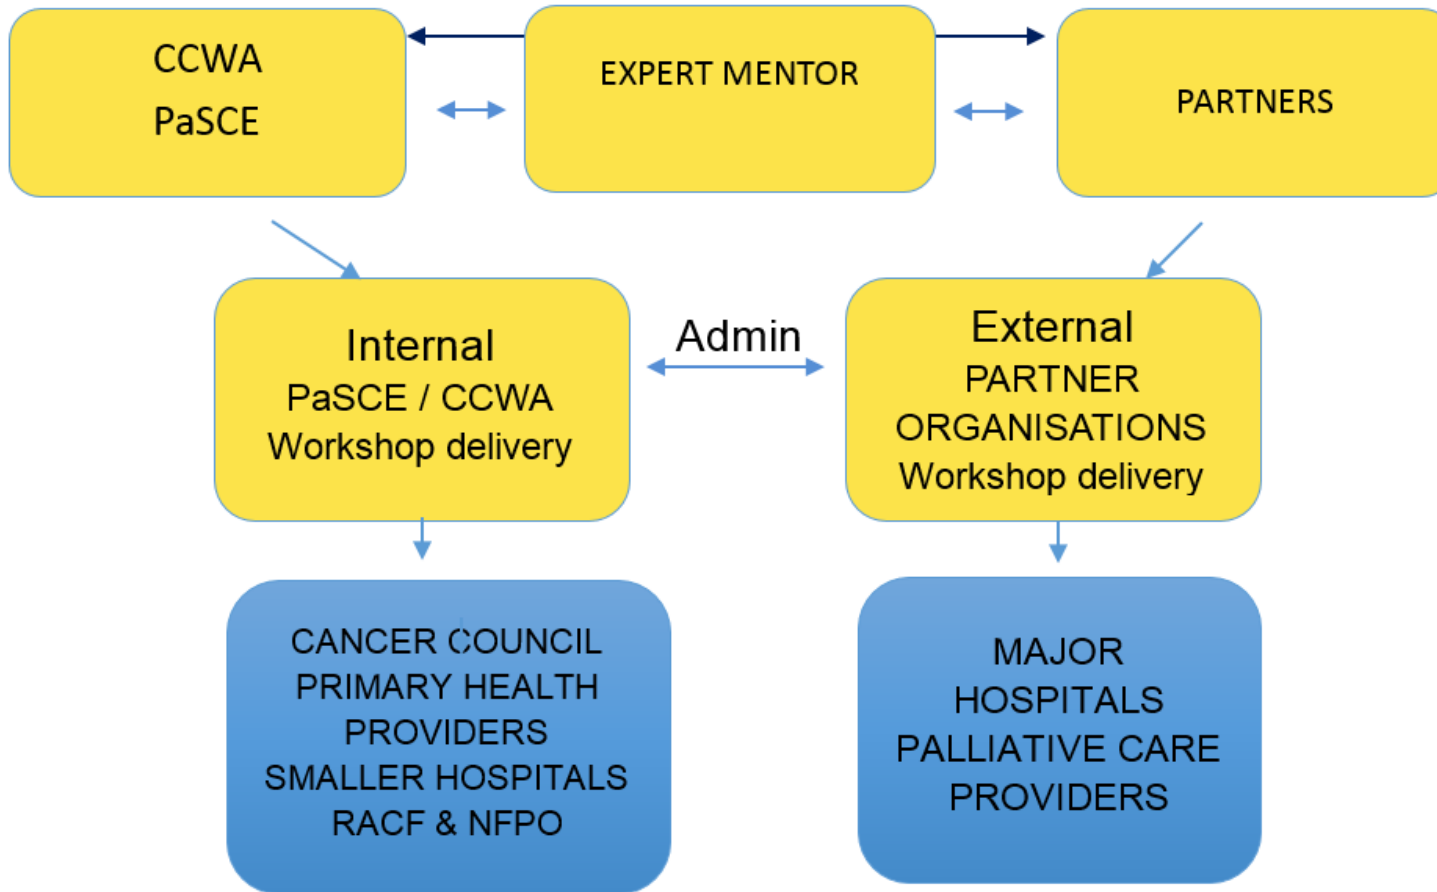 CCWA
PaSCE
EXPERT MENTOR
PARTNERS
Internal
PaSCE / CCWA
Workshop delivery
Admin
External
PARTNER
ORGANISATIONS
Workshop delivery
CANCER COUNCIL
PRIMARY HEALTH
PROVIDERS
SMALLER HOSPITALS
RACF & NFPO
MAJOR
HOSPITALS
PALLIATIVE CARE
PROVIDERS